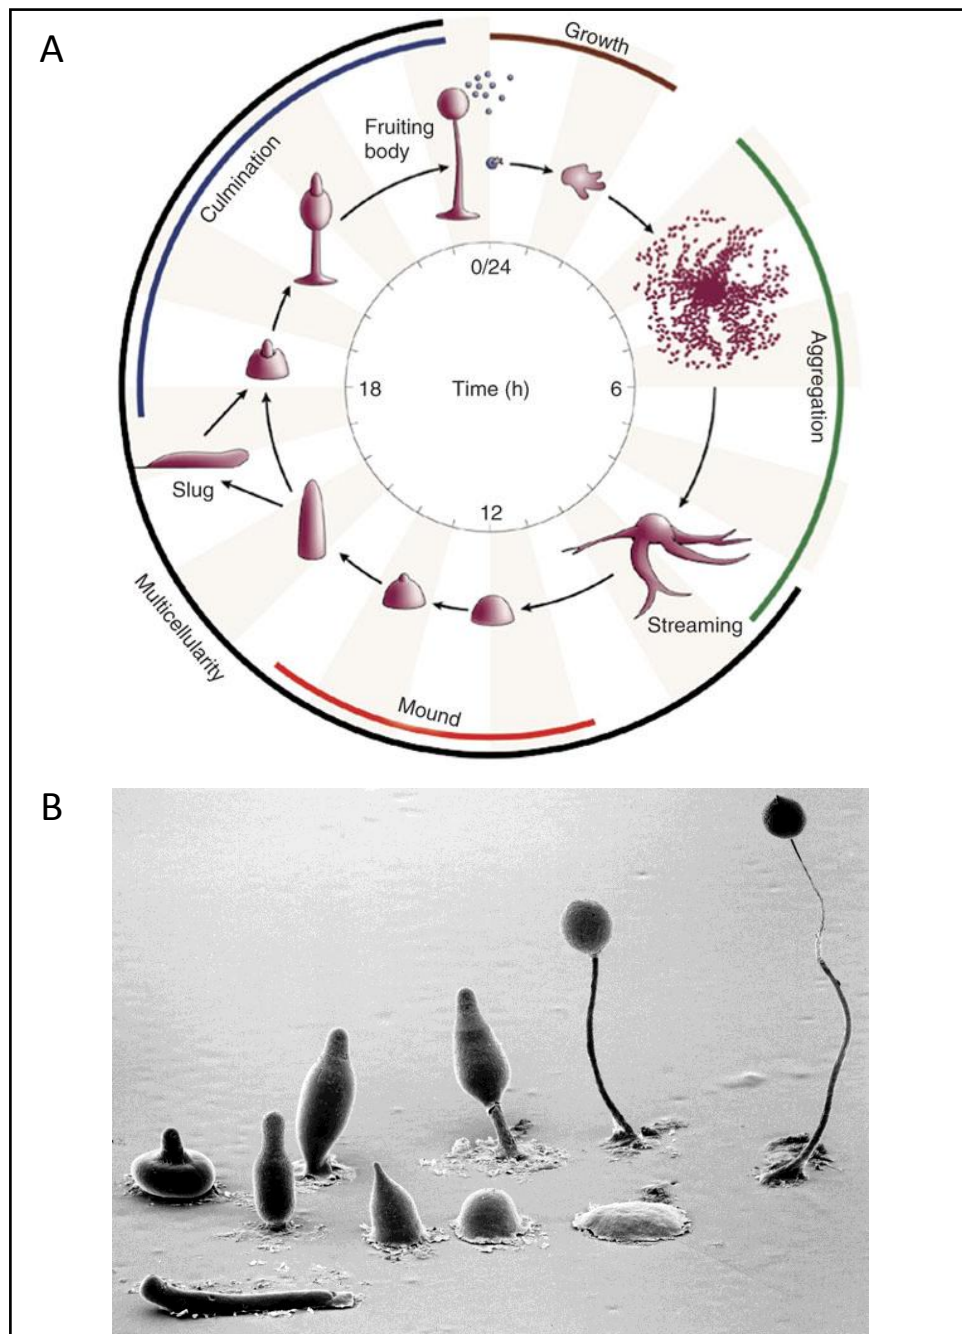 A
Growth
Fruiting
body
Culmination
0/24
Aggregation
18
Time (h)
6
Slug
12
Streaming
Multicellularity
Mound
B